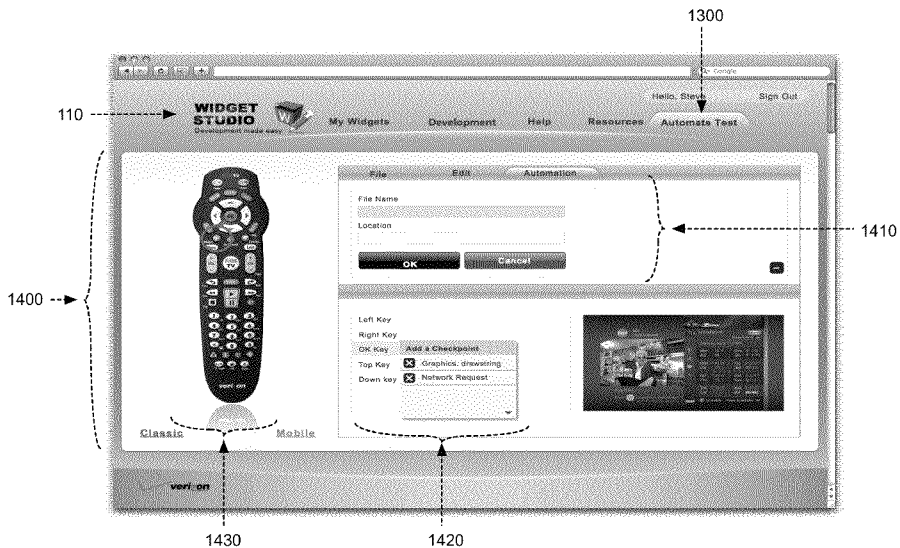 1300
Google
Hello, Steve
Sign Out
110
WIDGET
STUDIO
Development made easy
My Widgets
Development
Help
Resources
Automate Test
File
Edit
Automation
File Name
Location
OK
Cancel
1410
1400
Left Key
Right Key
OK Key
Add a Checkpoint
Top Key
Graphics. drawstring
Down key
Network Request
TV
verizon
Classic
Mobile
verizon
1430
1420